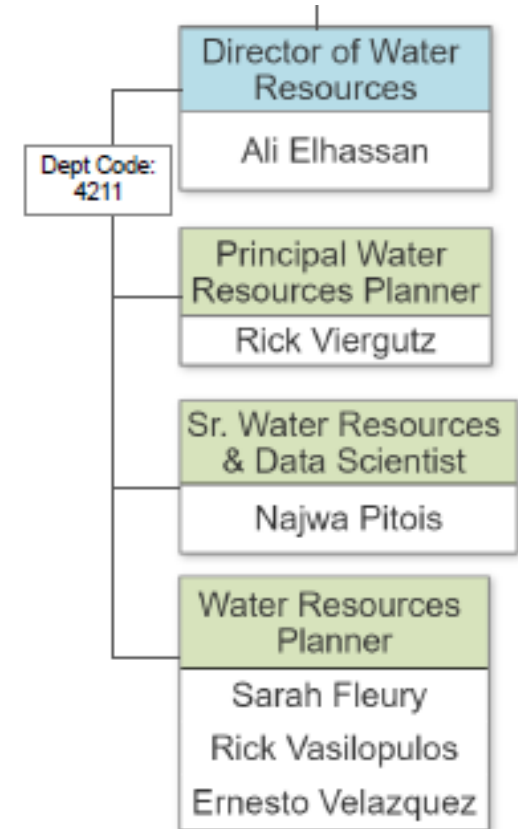 Director of Water
Resources
Ali Elhassan
Dept Code:
4211
Principal Water
Resources Planner
Rick Viergutz
Sr. Water Resources
& Data Scientist
Najwa Pitois
Water Resources
Planner
Sarah Fleury
Rick Vasilopulos
Ernesto Velazquez